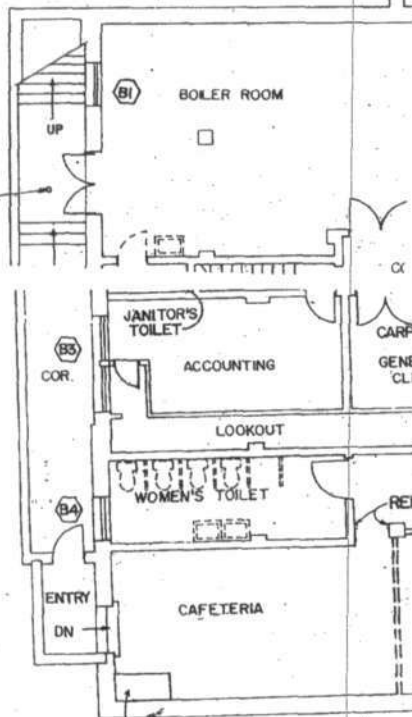 B1
BOILER ROOM
UP
JANITOR'S
TOILET
B3
COR.
ACCOUNTING
LOOKOUT
WOMEN'S TOILET
B4
ENTRY
DN
CAFETERIA